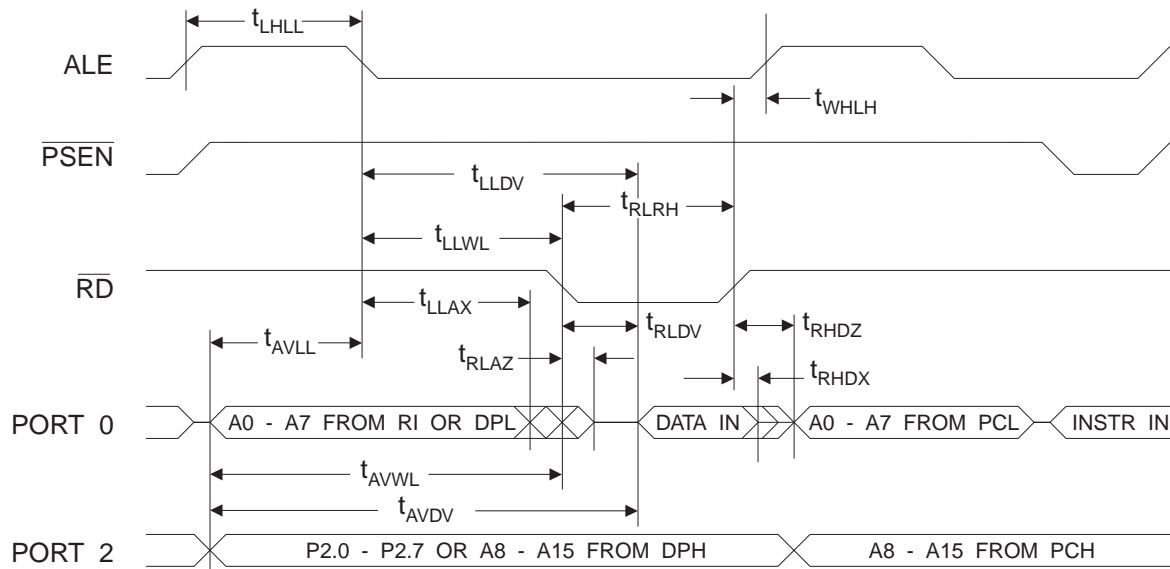 tLHLL
ALE
tWHLH
PSEN
tLLDV
tRLRH
tLLWL
RD
tLLAX
tAVLL
tRLDV
tRHDZ
tRLAZ
tRHDX
PORT 0
A0 - A7 FROM RI OR DPL
DATA IN
A0 - A7 FROM PCL
INSTR IN
tAVWL
tAVDV
PORT 2
P2.0 - P2.7 OR A8 - A15 FROM DPH
A8 - A15 FROM PCH